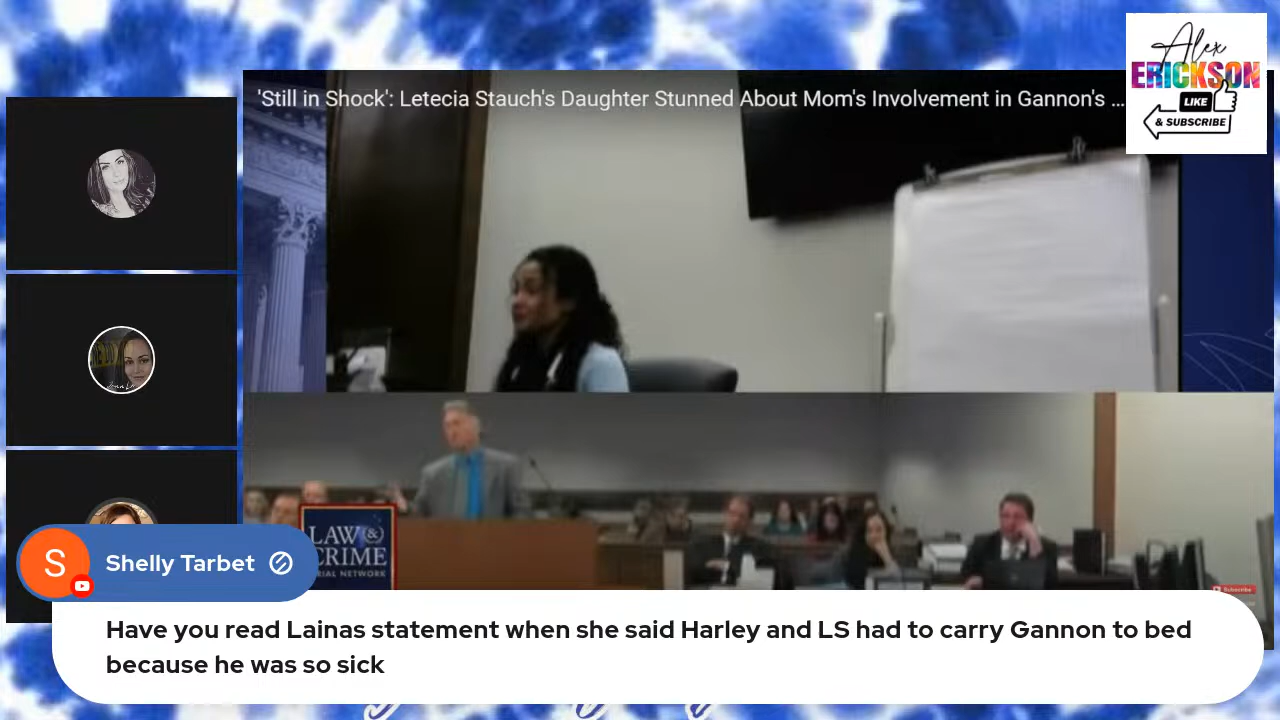 Alex
ERICKSON
LIKE
& SUBSCRIBE
'Still in Shock': Letecia Stauch's Daughter Stunned About Mom's Involvement in Gannon's ...
LAW &
CRIME
Subscribe
S
Shelly Tarbet
Have you read Lainas statement when she said Harley and LS had to carry Gannon to bed
because he was so sick